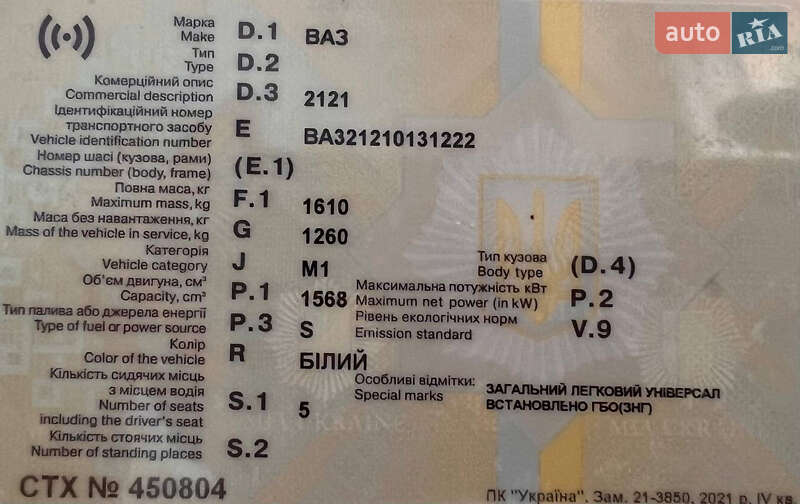 auto RIA .com
Марка
Make D.1 ВАЗ
Тип
Type D.2
Комерційний опис
Commercial description D.3 2121
Ідентифікаційний номер
транспортного засобу
Vehicle identification number E ВАЗ21210131222
Номер шасі (кузова, рами)
Chassis number (body, frame) (E.1)
Повна маса, кг
Maximum mass, kg F.1 1610
Маса без навантаження, кг
Mass of the vehicle in service, kg G 1260
Категорія
Vehicle category J M1
Тип кузова
Body type (D.4)
Об'єм двигуна, см³
Capacity, cm³ P.1 1568
Максимальна потужність кВт
Maximum net power (in kW) P.2
Тип палива або джерела енергії
Type of fuel or power source P.3 S
Рівень екологічних норм
Emission standard V.9
Колір
Color of the vehicle R БІЛИЙ
Кількість сидячих місць
з місцем водія
Number of seats
including the driver's seat S.1 5
Особливі відмітки:
Special marks
ЗАГАЛЬНИЙ ЛЕГКОВИЙ УНІВЕРСАЛ
ВСТАНОВЛЕНО ГБО(ЗНГ)
Кількість стоячих місць
Number of standing places S.2
СТХ № 450804
ПК "Україна". Зам. 21-3850, 2021 р. IV кв.